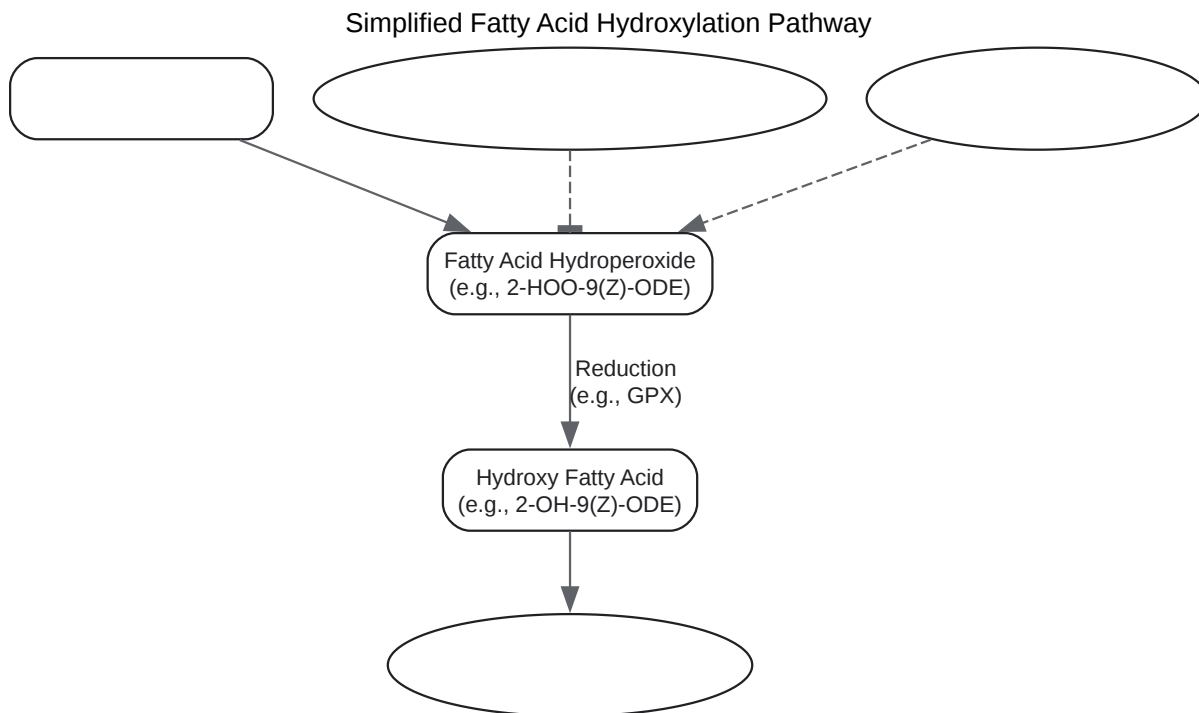 Simplified Fatty Acid Hydroxylation Pathway
Fatty Acid Hydroperoxide
(e.g., 2-HOO-9(Z)-ODE)
Reduction
(e.g., GPX)
Hydroxy Fatty Acid
(e.g., 2-OH-9(Z)-ODE)